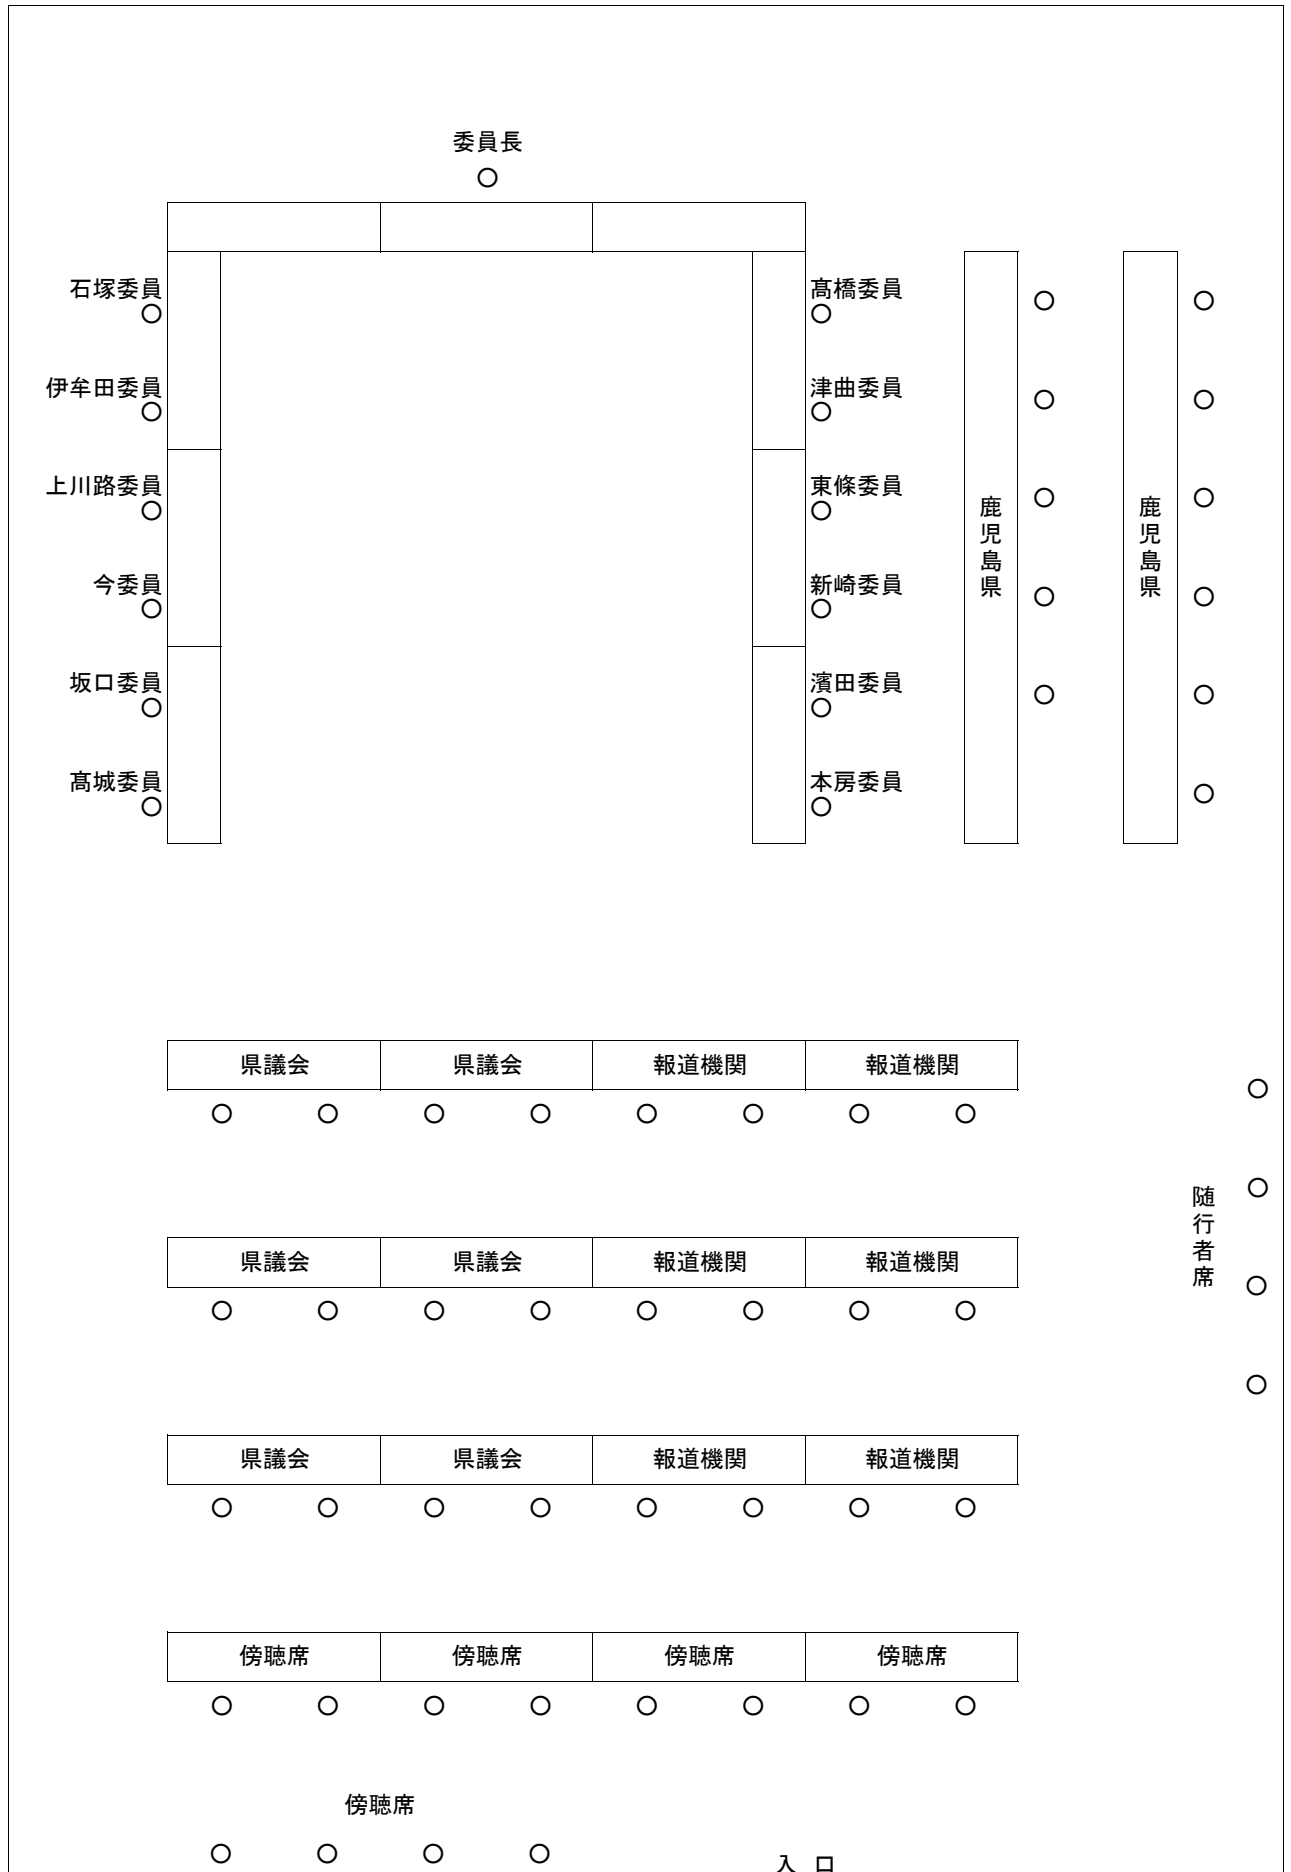 委員長
石塚委員
髙橋委員
伊牟田委員
津曲委員
上川路委員
東條委員
今委員
新崎委員
坂口委員
濱田委員
髙城委員
本房委員
鹿児島県
鹿児島県
県議会 県議会 報道機関 報道機関
県議会 県議会 報道機関 報道機関
随行者席
県議会 県議会 報道機関 報道機関
傍聴席 傍聴席 傍聴席 傍聴席
傍聴席
入口